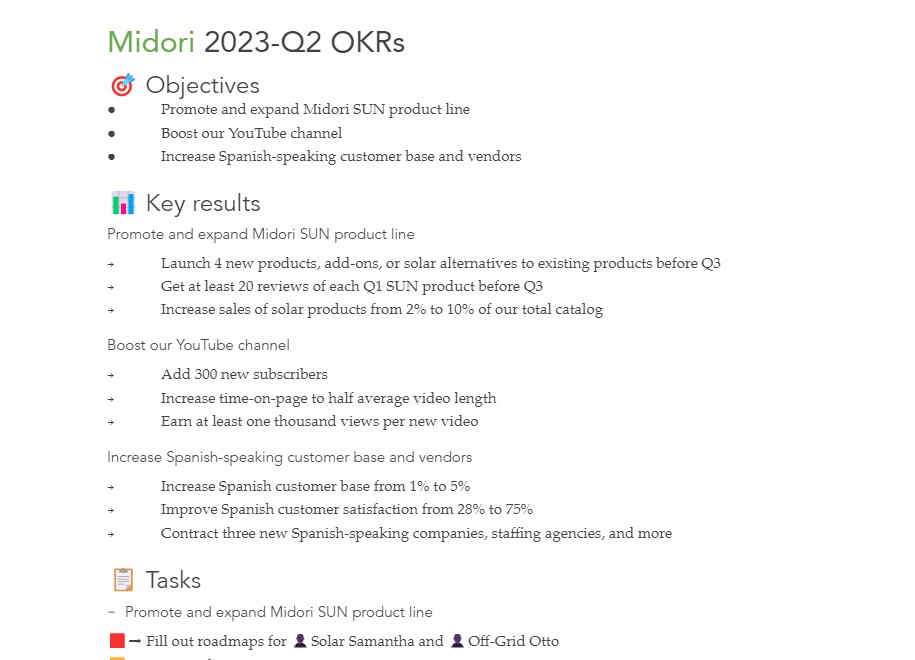 Midori 2023-Q2 OKRs
🎯 Objectives
● Promote and expand Midori SUN product line
● Boost our YouTube channel
● Increase Spanish-speaking customer base and vendors
📊 Key results
Promote and expand Midori SUN product line
→ Launch 4 new products, add-ons, or solar alternatives to existing products before Q3
→ Get at least 20 reviews of each Q1 SUN product before Q3
→ Increase sales of solar products from 2% to 10% of our total catalog
Boost our YouTube channel
→ Add 300 new subscribers
→ Increase time-on-page to half average video length
→ Earn at least one thousand views per new video
Increase Spanish-speaking customer base and vendors
→ Increase Spanish customer base from 1% to 5%
→ Improve Spanish customer satisfaction from 28% to 75%
→ Contract three new Spanish-speaking companies, staffing agencies, and more
📋 Tasks
– Promote and expand Midori SUN product line
🟥 → Fill out roadmaps for 👤 Solar Samantha and 👤 Off-Grid Otto